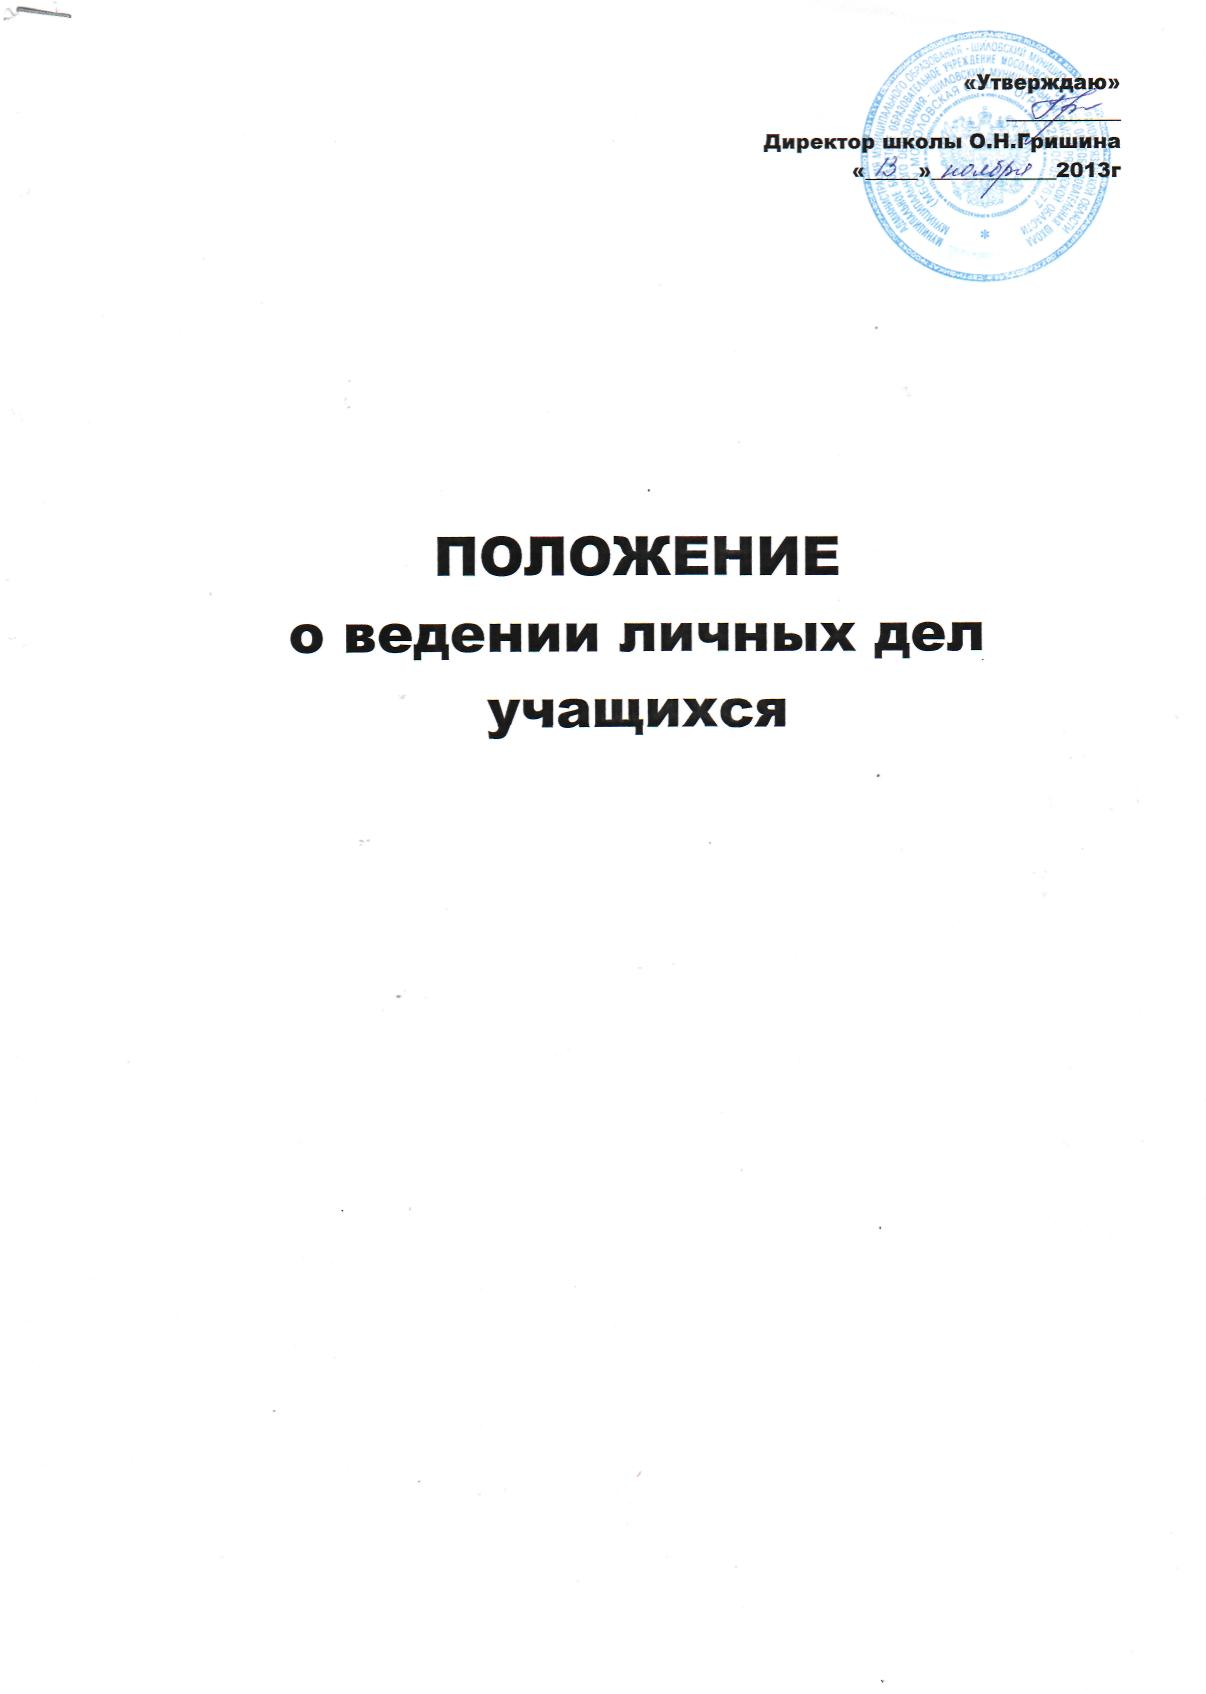 «Утверждаю»
Директор школы О.Н.Гришина
«13» ноября 2013г
ПОЛОЖЕНИЕ
о ведении личных дел
учащихся